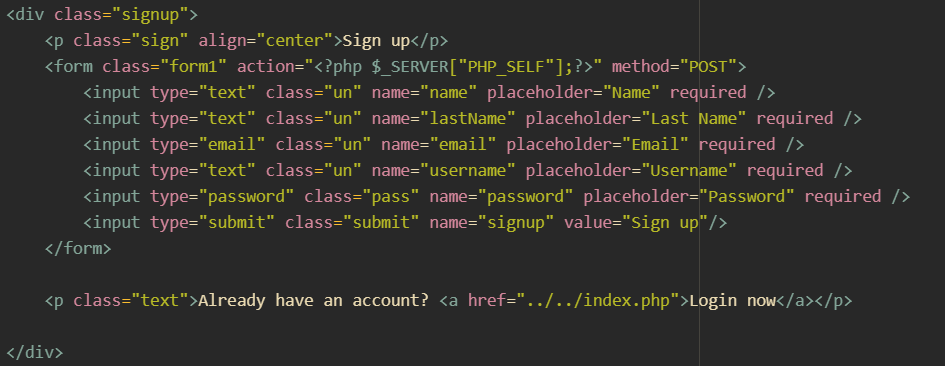 <div class="signup">
    <p class="sign" align="center">Sign up</p>
    <form class="form1" action="<?php $_SERVER["PHP_SELF"];?>" method="POST">
        <input type="text" class="un" name="name" placeholder="Name" required />
        <input type="text" class="un" name="lastName" placeholder="Last Name" required />
        <input type="email" class="un" name="email" placeholder="Email" required />
        <input type="text" class="un" name="username" placeholder="Username" required />
        <input type="password" class="pass" name="password" placeholder="Password" required />
        <input type="submit" class="submit" name="signup" value="Sign up"/>
    </form>
    <p class="text">Already have an account? <a href="../../index.php">Login now</a></p>
</div>